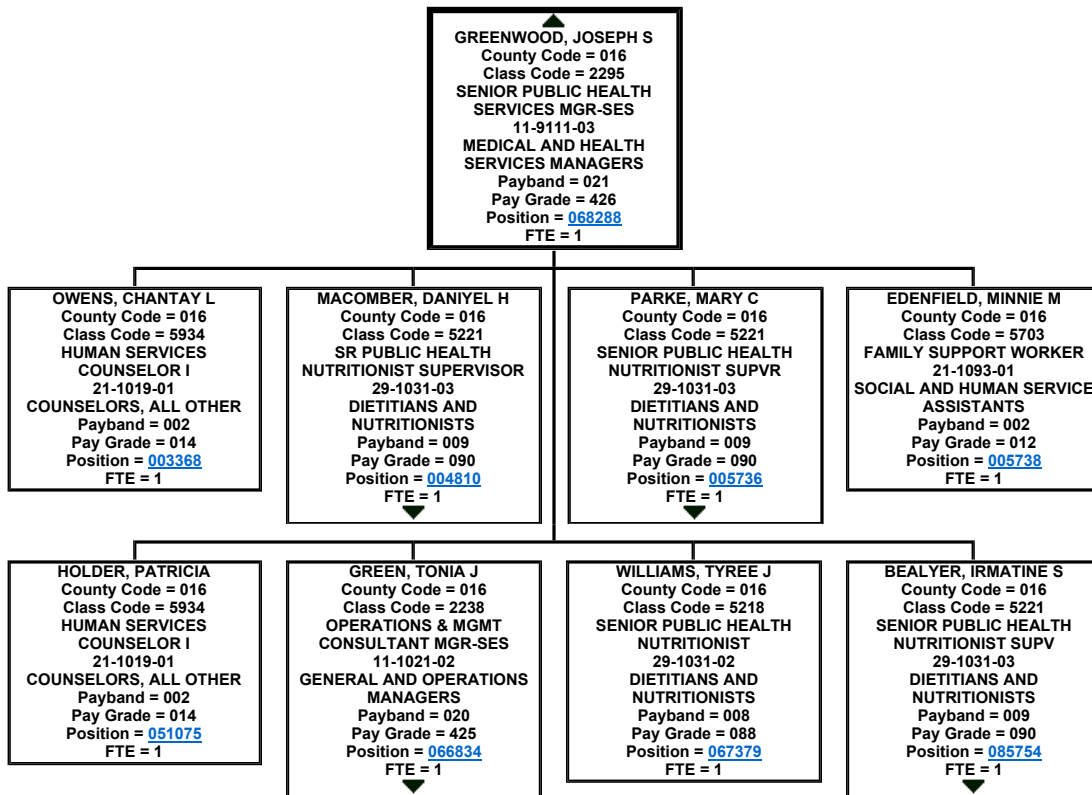 GREENWOOD, JOSEPH S
County Code = 016
Class Code = 2295
SENIOR PUBLIC HEALTH
SERVICES MGR-SES
11-9111-03
MEDICAL AND HEALTH
SERVICES MANAGERS
Payband = 021
Pay Grade = 426
Position = 068288
FTE = 1
OWENS, CHANTAY L
County Code = 016
Class Code = 5934
HUMAN SERVICES
COUNSELOR I
21-1019-01
COUNSELORS, ALL OTHER
Payband = 002
Pay Grade = 014
Position = 003368
FTE = 1
MACOMBER, DANIYEL H
County Code = 016
Class Code = 5221
SR PUBLIC HEALTH
NUTRITIONIST SUPERVISOR
29-1031-03
DIETITIANS AND
NUTRITIONISTS
Payband = 009
Pay Grade = 090
Position = 004810
FTE = 1
PARKE, MARY C
County Code = 016
Class Code = 5221
SENIOR PUBLIC HEALTH
NUTRITIONIST SUPVR
29-1031-03
DIETITIANS AND
NUTRITIONISTS
Payband = 009
Pay Grade = 090
Position = 005736
FTE = 1
EDENFIELD, MINNIE M
County Code = 016
Class Code = 5703
FAMILY SUPPORT WORKER
21-1093-01
SOCIAL AND HUMAN SERVICE
ASSISTANTS
Payband = 002
Pay Grade = 012
Position = 005738
FTE = 1
HOLDER, PATRICIA
County Code = 016
Class Code = 5934
HUMAN SERVICES
COUNSELOR I
21-1019-01
COUNSELORS, ALL OTHER
Payband = 002
Pay Grade = 014
Position = 051075
FTE = 1
GREEN, TONIA J
County Code = 016
Class Code = 2238
OPERATIONS & MGMT
CONSULTANT MGR-SES
11-1021-02
GENERAL AND OPERATIONS
MANAGERS
Payband = 020
Pay Grade = 425
Position = 066834
FTE = 1
WILLIAMS, TYREE J
County Code = 016
Class Code = 5218
SENIOR PUBLIC HEALTH
NUTRITIONIST
29-1031-02
DIETITIANS AND
NUTRITIONISTS
Payband = 008
Pay Grade = 088
Position = 067379
FTE = 1
BEALYER, IRMATINE S
County Code = 016
Class Code = 5221
SENIOR PUBLIC HEALTH
NUTRITIONIST SUPV
29-1031-03
DIETITIANS AND
NUTRITIONISTS
Payband = 009
Pay Grade = 090
Position = 085754
FTE = 1